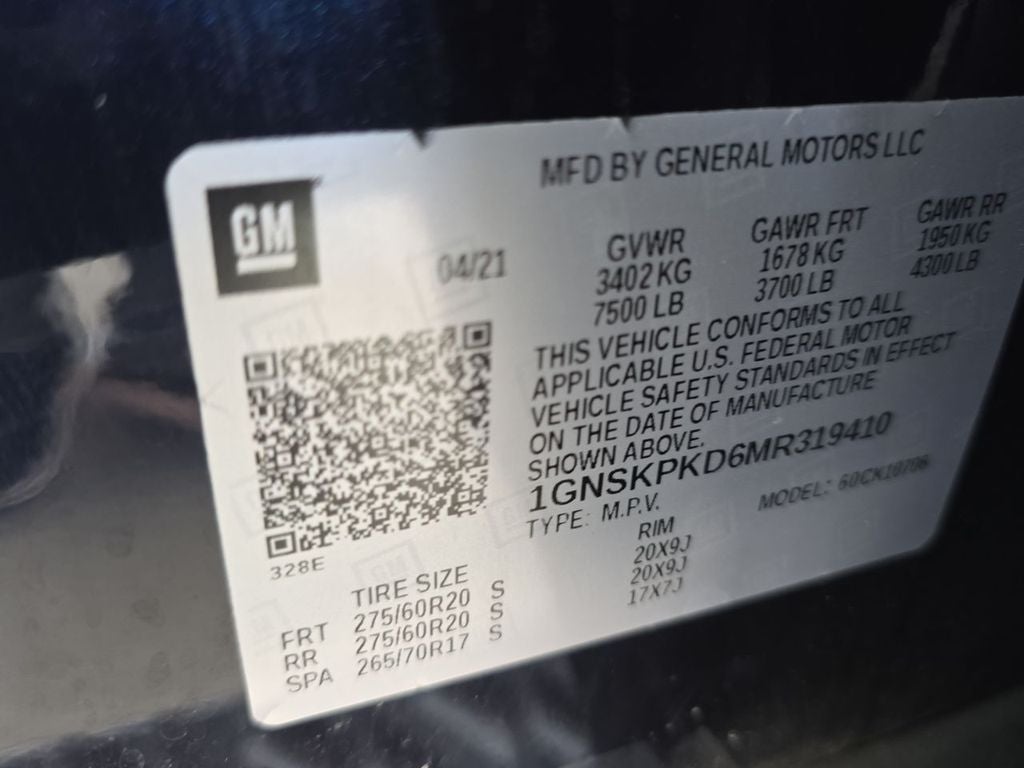 MFD BY GENERAL MOTORS LLC
GM
04/21
GVWR GAWR FRT GAWR RR
3402 KG 1678 KG 1950 KG
7500 LB 3700 LB 4300 LB
THIS VEHICLE CONFORMS TO ALL
APPLICABLE U.S. FEDERAL MOTOR
VEHICLE SAFETY STANDARDS IN EFFECT
ON THE DATE OF MANUFACTURE
SHOWN ABOVE.
1GNSKPKD6MR319410
TYPE: M.P.V. MODEL: 60CK10706
328E
TIRE SIZE RIM
FRT 275/60R20 S 20X9J
RR 275/60R20 S 20X9J
SPA 265/70R17 S 17X7J